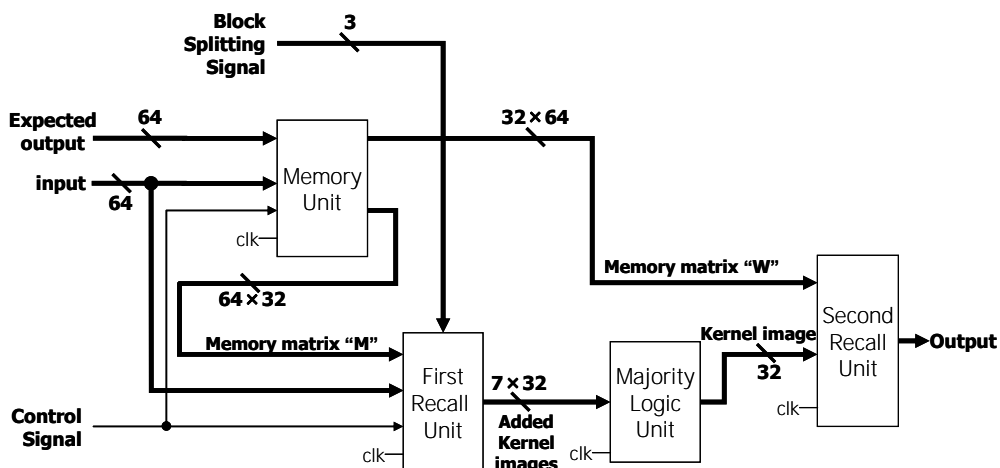 Block
Splitting
Signal
3
Expected
output
64
32×64
input
64
Memory
Unit
clk
64×32
Memory matrix “W”
Memory matrix “M”
Second
Recall
Unit
Output
Kernel image
32
clk
First
Recall
Unit
7×32
Added
Kernel
images
Majority
Logic
Unit
Control
Signal
clk
clk